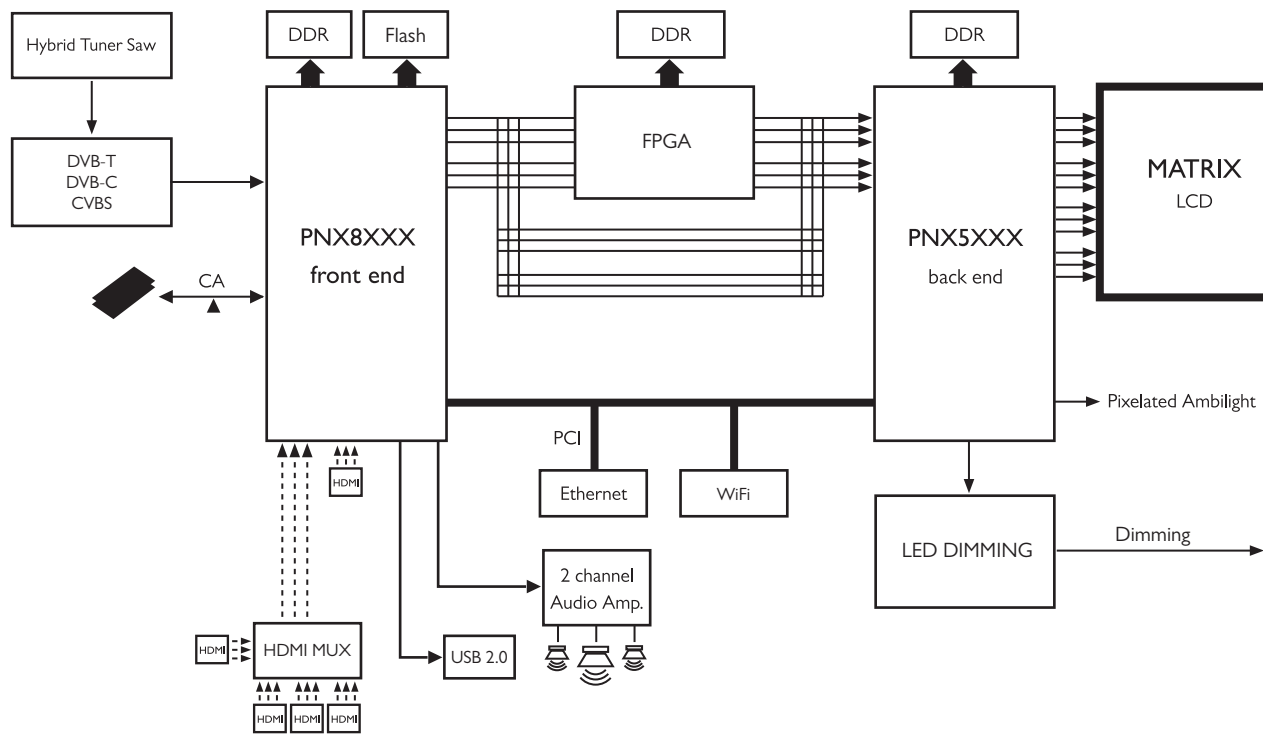 Hybrid Tuner Saw
DDR
Flash
DDR
DDR
DVB-T
DVB-C
CVBS
FPGA
MATRIX
LCD
PNX8XXX
front end
PNX5XXX
back end
CA
Pixelated Ambilight
PCI
HDMI
Ethernet
WiFi
LED DIMMING
Dimming
2 channel
Audio Amp.
HDMI
HDMI MUX
USB 2.0
HDMI
HDMI
HDMI